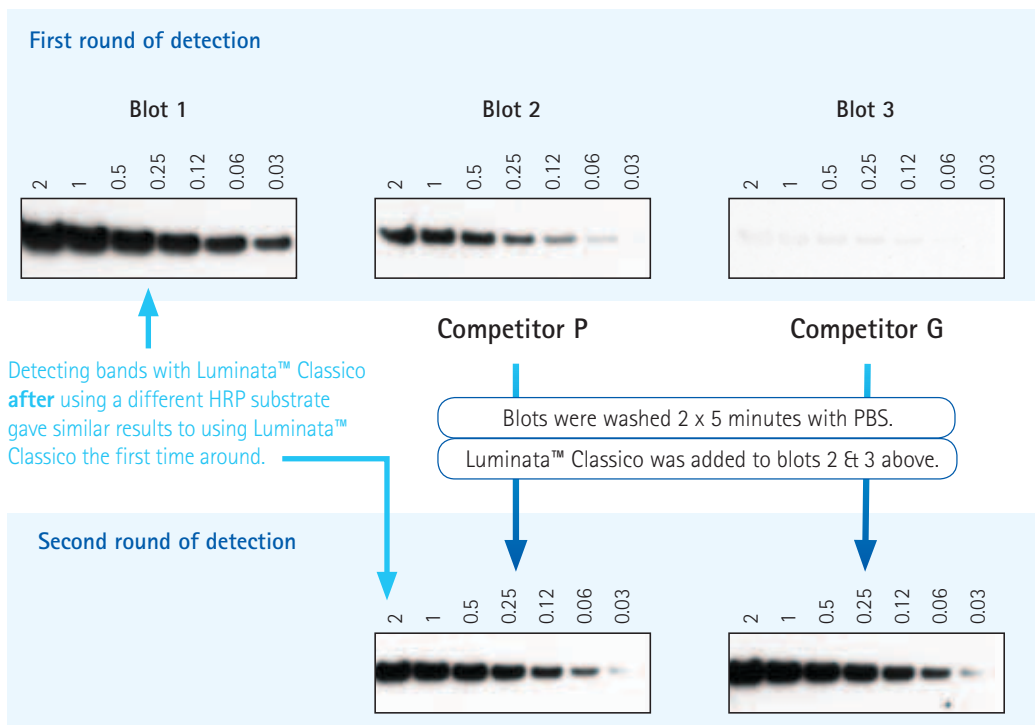 First round of detection
Blot 1
Blot 2
Blot 3
2 1 0.5 0.25 0.12 0.06 0.03
2 1 0.5 0.25 0.12 0.06 0.03
2 1 0.5 0.25 0.12 0.06 0.03
Competitor P
Competitor G
Detecting bands with Luminata™ Classico
after using a different HRP substrate
gave similar results to using Luminata™
Classico the first time around.
Blots were washed 2 x 5 minutes with PBS.
Luminata™ Classico was added to blots 2 & 3 above.
Second round of detection
2 1 0.5 0.25 0.12 0.06 0.03
2 1 0.5 0.25 0.12 0.06 0.03